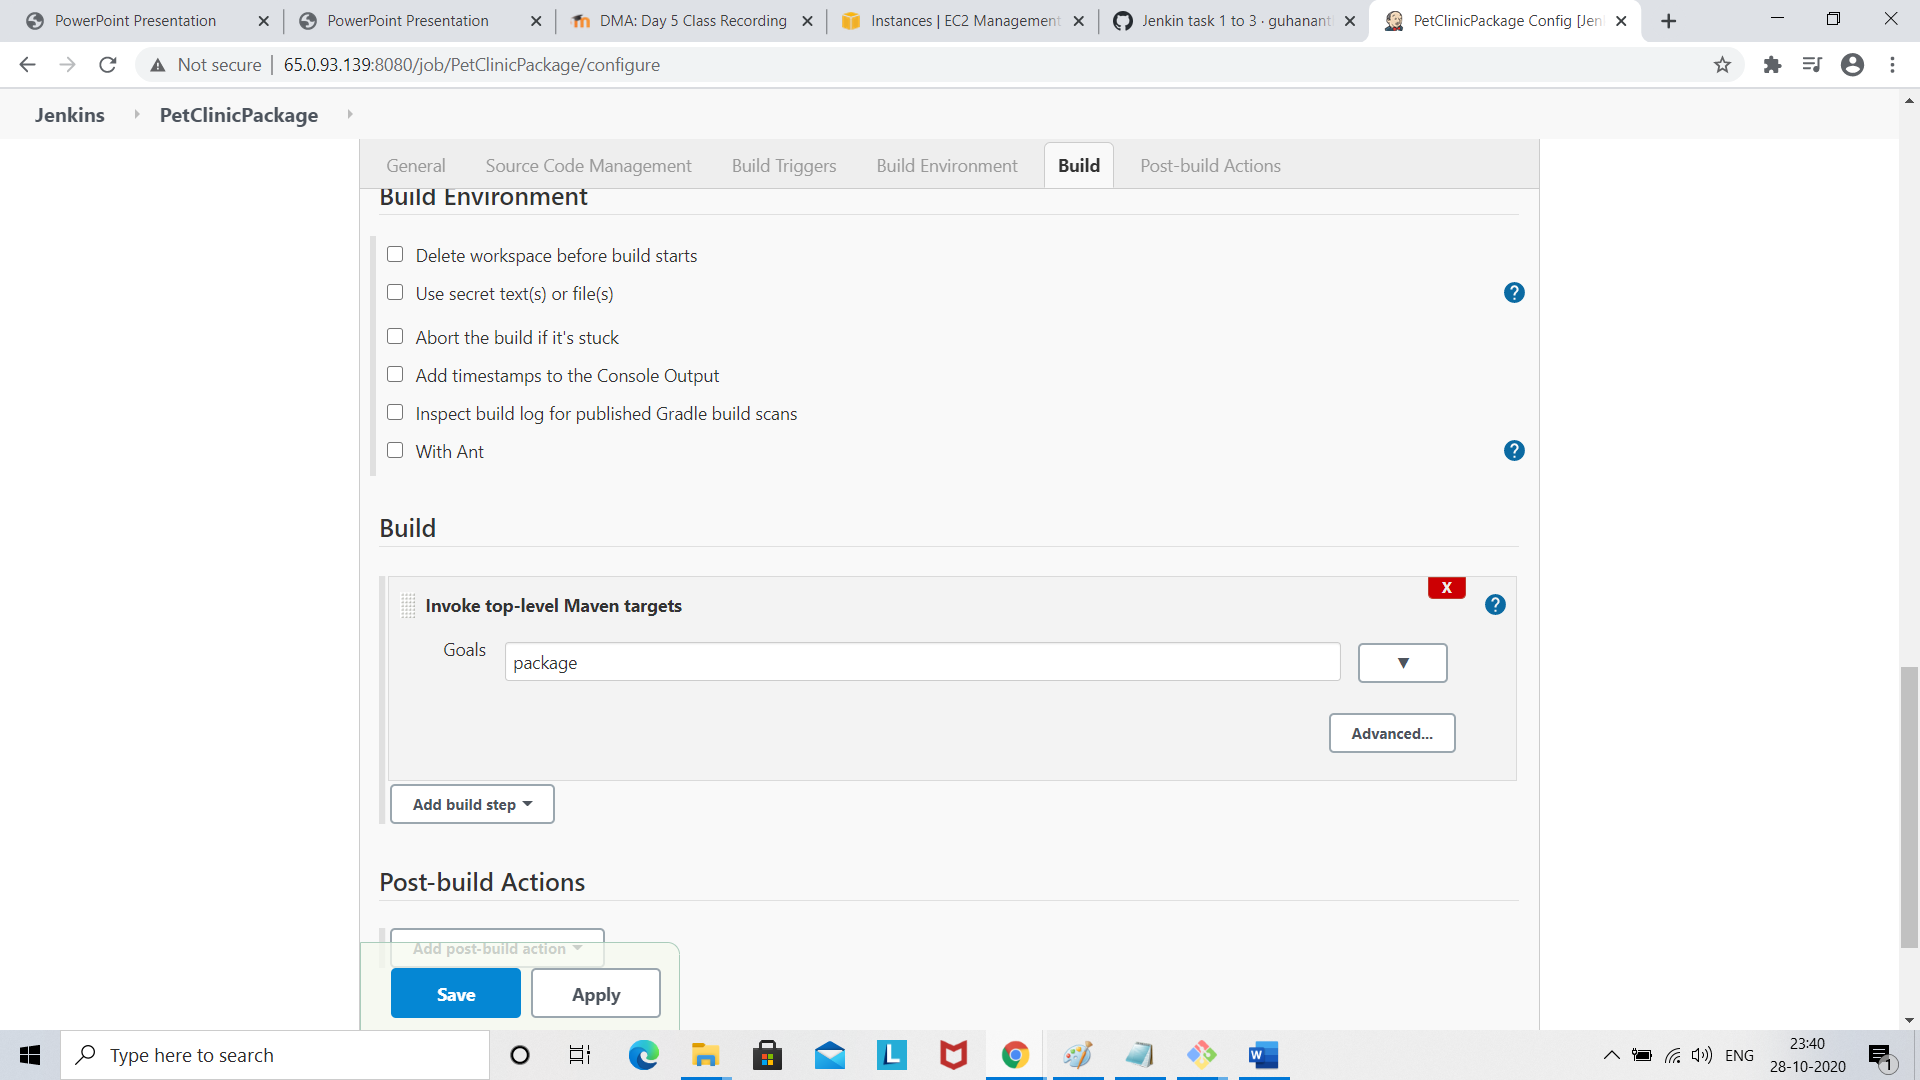 PowerPoint Presentation
PowerPoint Presentation
DMA: Day 5 Class Recording
Instances | EC2 Management
Jenkin task 1 to 3 · guhanant
PetClinicPackage Config [Jen
Not secure | 65.0.93.139:8080/job/PetClinicPackage/configure
Jenkins
PetClinicPackage
General
Source Code Management
Build Triggers
Build Environment
Build
Post-build Actions
Build Environment
Delete workspace before build starts
Use secret text(s) or file(s)
Abort the build if it's stuck
Add timestamps to the Console Output
Inspect build log for published Gradle build scans
With Ant
Build
X
Invoke top-level Maven targets
Goals
package
Advanced...
Add build step
Post-build Actions
Add post-build action
Save
Apply
Type here to search
ENG
23:40
28-10-2020
1